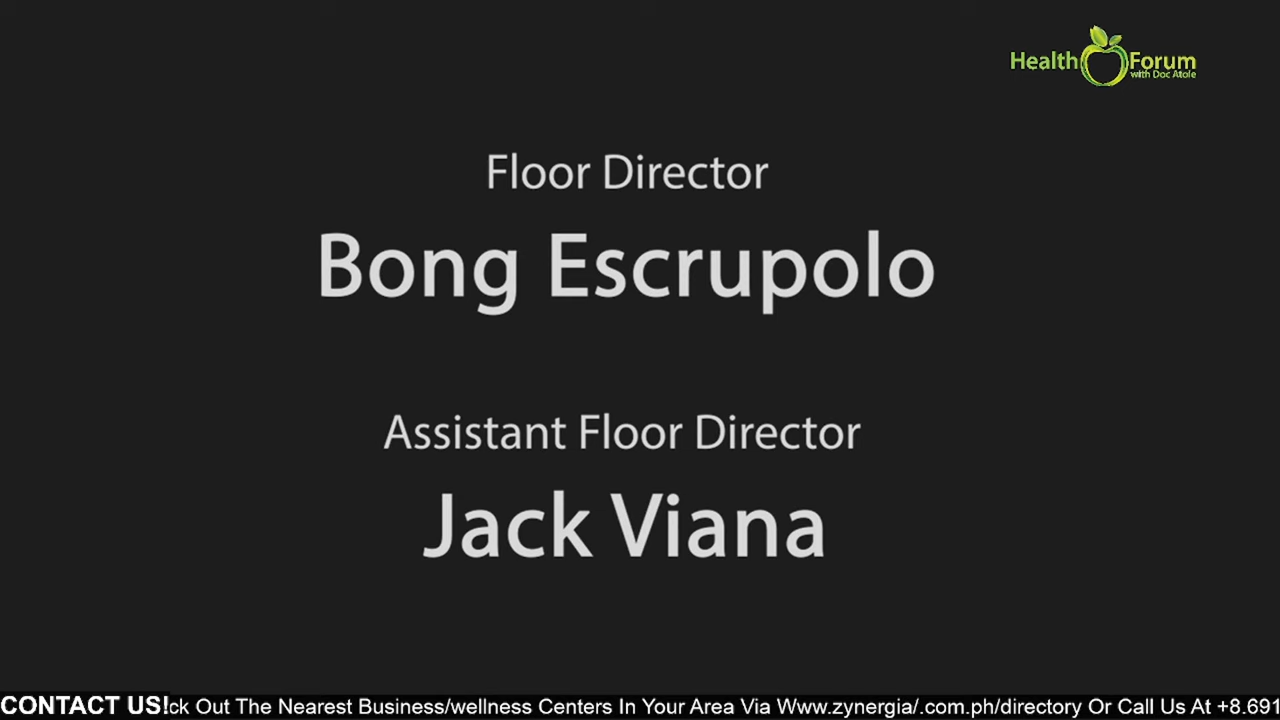 Health Forum
with Doc Atole
Floor Director
Bong Escrupolo
Assistant Floor Director
Jack Viana
CONTACT US! ck Out The Nearest Business/wellness Centers In Your Area Via Www.zynergia/.com.ph/directory Or Call Us At +8.691